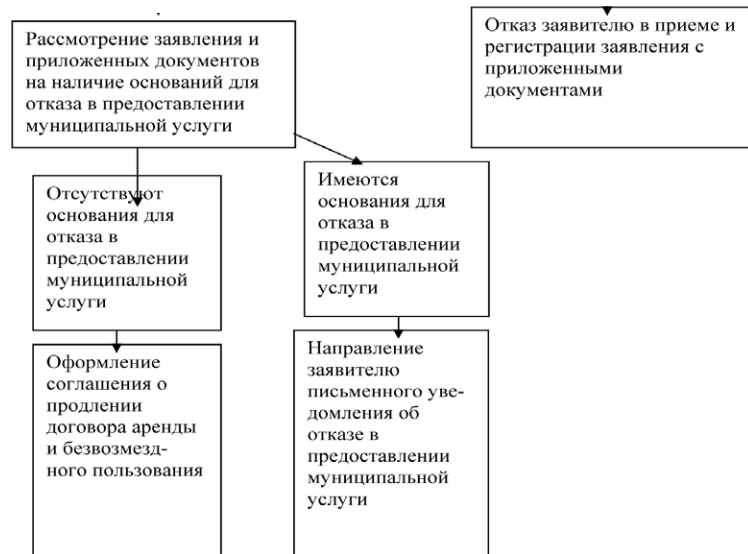 Рассмотрение заявления и
приложенных документов
на наличие оснований для
отказа в предоставлении
муниципальной услуги
Отказ заявителю в приеме и
регистрации заявления с
приложенными
документами
Отсутствуют
основания для
отказа в
предоставлении
муниципальной
услуги
Имеются
основания для
отказа в
предоставлении
муниципальной
услуги
Оформление
соглашения о
продлении
договора аренды
и безвозмезд-
ного пользования
Направление
заявителю
письменного уве-
домления об
отказе в
предоставлении
муниципальной
услуги